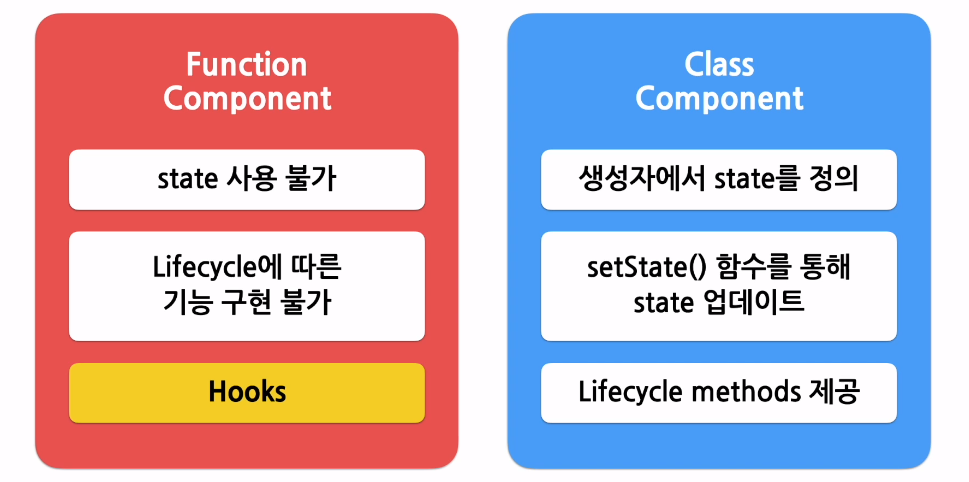 Function
Component
state 사용 불가
Lifecycle에 따른
기능 구현 불가
Hooks
Class
Component
생성자에서 state를 정의
setState() 함수를 통해
state 업데이트
Lifecycle methods 제공